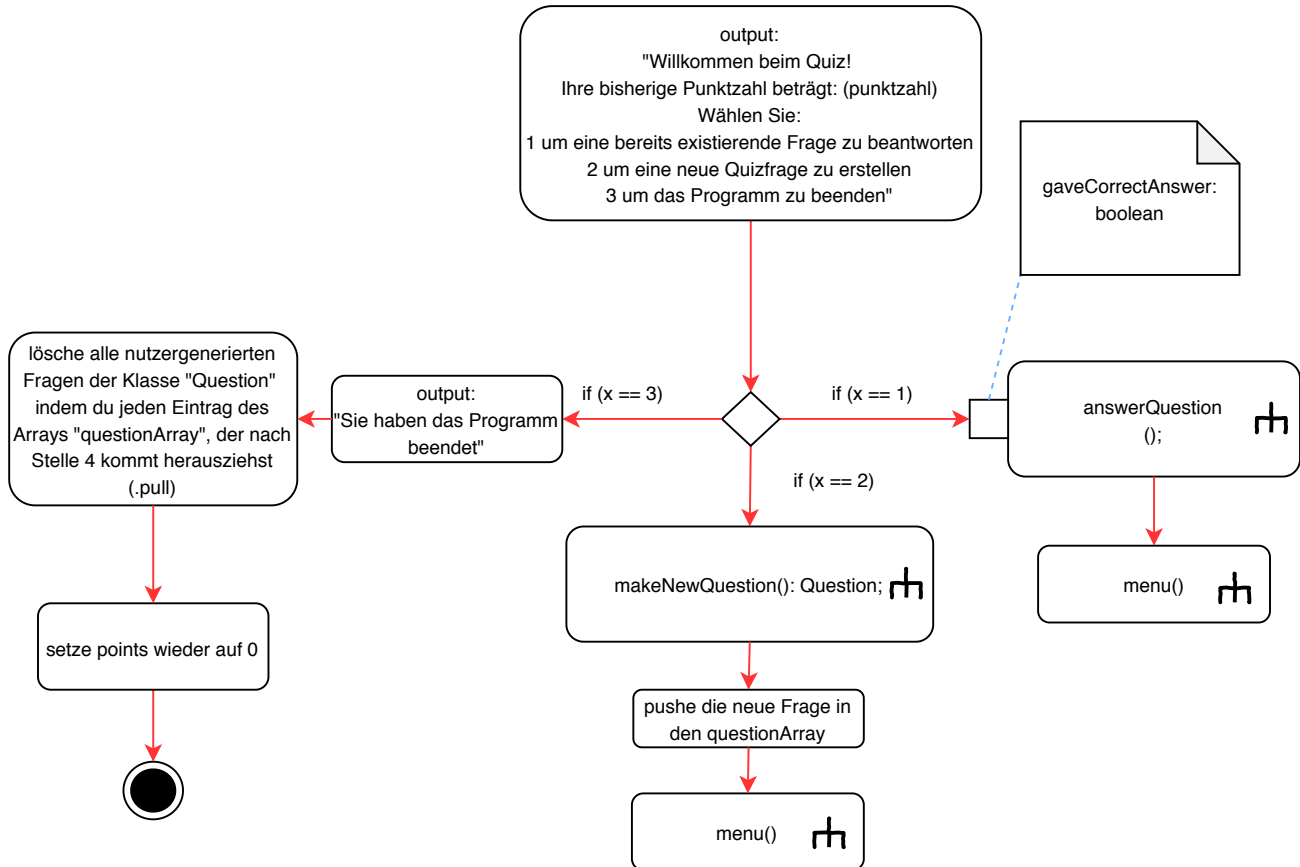 output:
"Willkommen beim Quiz!
Ihre bisherige Punktzahl beträgt: (punktzahl)
Wählen Sie:
1 um eine bereits existierende Frage zu beantworten
2 um eine neue Quizfrage zu erstellen
3 um das Programm zu beenden"
gaveCorrectAnswer:
boolean
lösche alle nutzergenerierten
Fragen der Klasse "Question"
indem du jeden Eintrag des
Arrays "questionArray", der nach
Stelle 4 kommt herausziehst
(.pull)
output:
"Sie haben das Programm
beendet"
if (x == 3)
if (x == 1)
answerQuestion
();
if (x == 2)
makeNewQuestion(): Question;
menu()
setze points wieder auf 0
pushe die neue Frage in
den questionArray
menu()